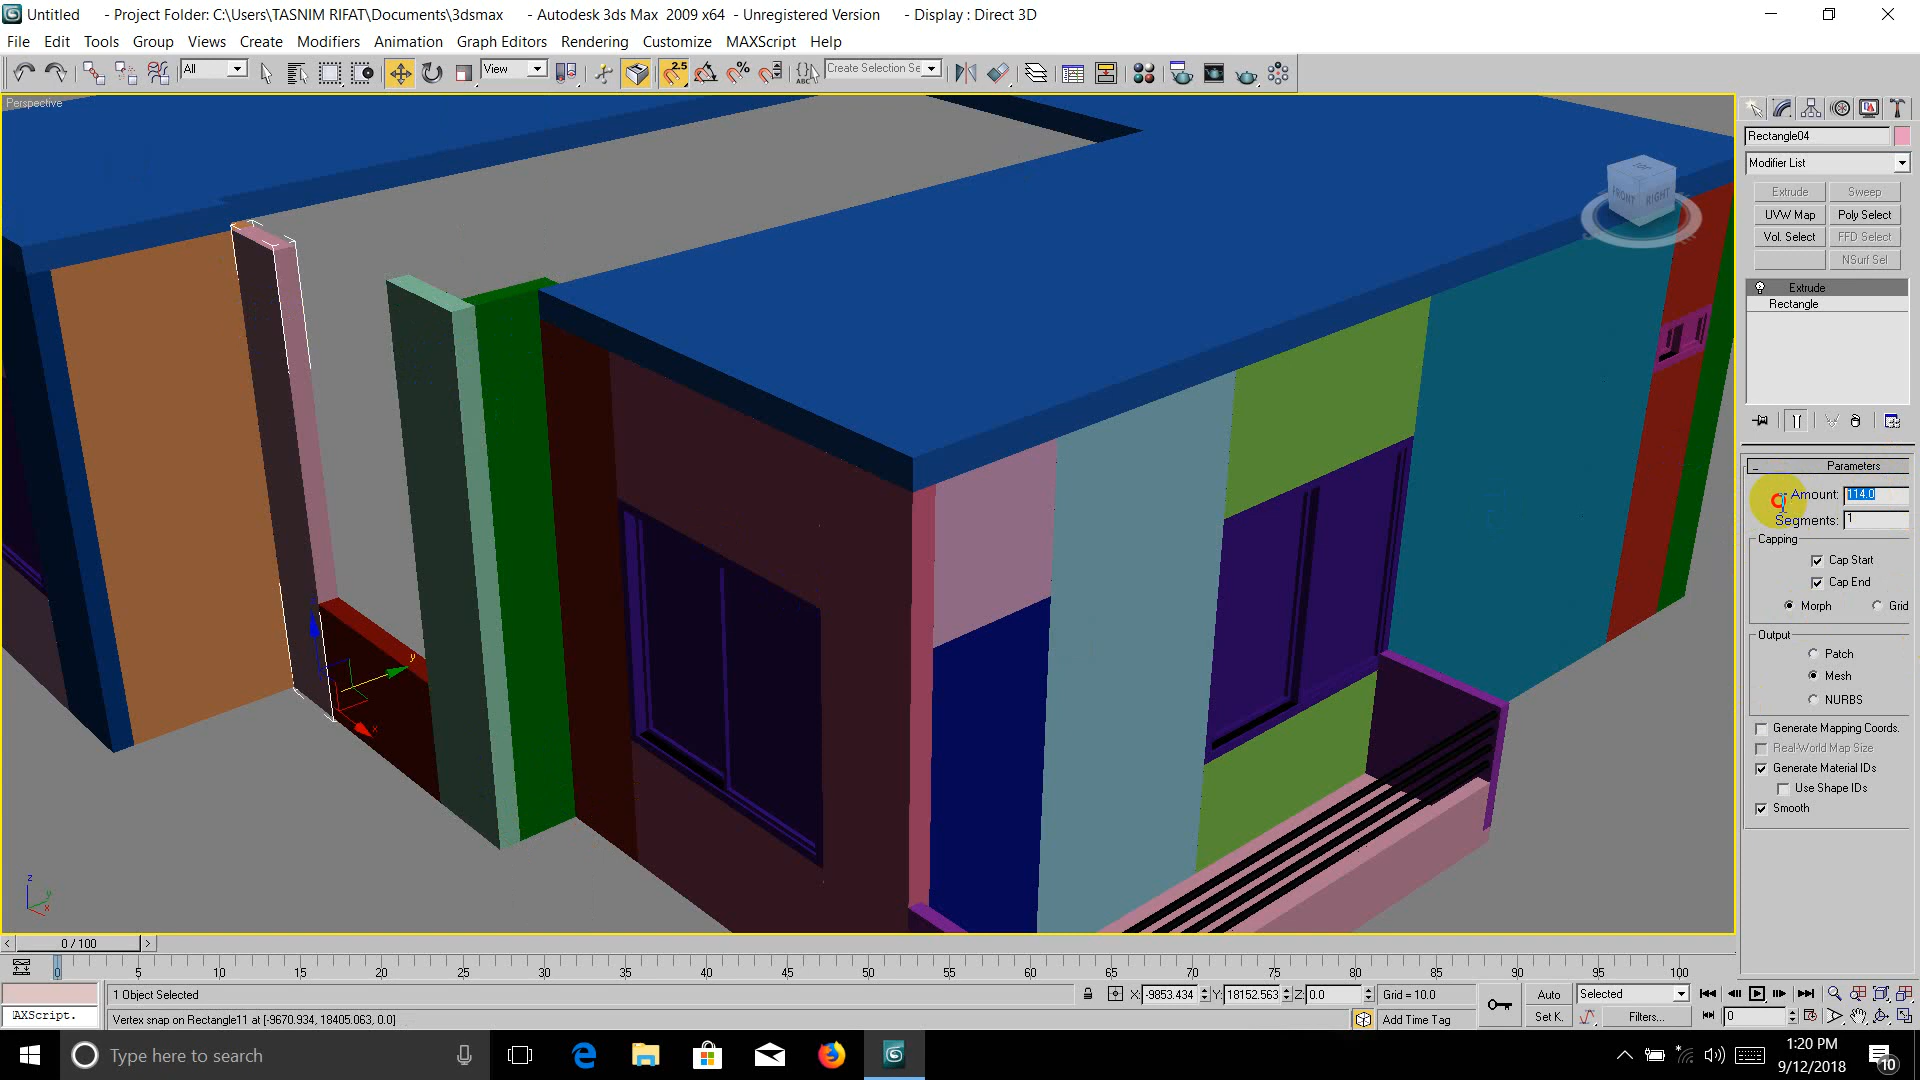 Untitled - Project Folder: C:\Users\TASNIM RIFAT\Documents\3dsmax - Autodesk 3ds Max 2009 x64 - Unregistered Version - Display : Direct 3D
File Edit Tools Group Views Create Modifiers Animation Graph Editors Rendering Customize MAXScript Help
All View 2.5 Create Selection Se
Perspective
Rectangle04
Modifier List
Extrude Sweep
UVW Map Poly Select
Vol. Select FFD Select
NSurf Sel
Extrude
Rectangle
TOP
FRONT RIGHT
Parameters
Amount: 114.0
Segments: 1
Capping
Cap Start
Cap End
Morph Grid
Output
Patch
Mesh
NURBS
Generate Mapping Coords.
Real-World Map Size
Generate Material IDs
Use Shape IDs
Smooth
y
x
z
y
x
0 / 100
0 5 10 15 20 25 30 35 40 45 50 55 60 65 70 75 80 85 90 95 100
1 Object Selected X: -9853.434 Y: 18152.563 Z: 0.0 Grid = 10.0 Auto Selected
AXScript. Vertex snap on Rectangle11 at [-9670.934, 18405.063, 0.0] Add Time Tag Set K. Filters... 0
Type here to search
1:20 PM
9/12/2018
10